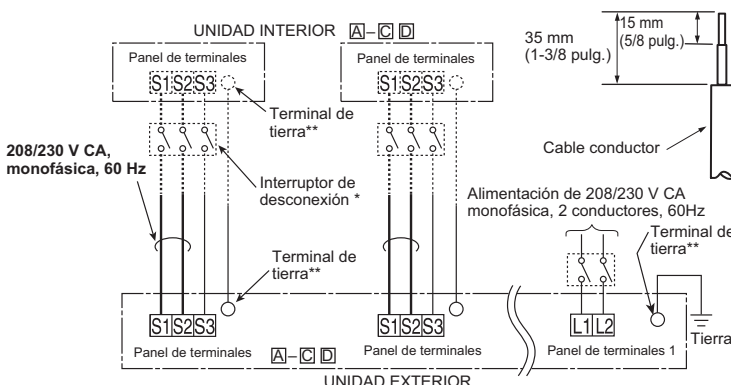 UNIDAD INTERIOR A–C D
Panel de terminales
S1 S2 S3
Panel de terminales
S1 S2 S3
Terminal de
tierra**
208/230 V CA,
monofásica, 60 Hz
Interruptor de
desconexión *
Terminal de
tierra**
35 mm
(1-3/8 pulg.)
15 mm
(5/8 pulg.)
Cable conductor
Alimentación de 208/230 V CA
monofásica, 2 conductores, 60Hz
Terminal de
tierra**
S1 S2 S3
Panel de terminales
A–C D
S1 S2 S3
Panel de terminales
L1 L2
Panel de terminales 1
Tierra
UNIDAD EXTERIOR